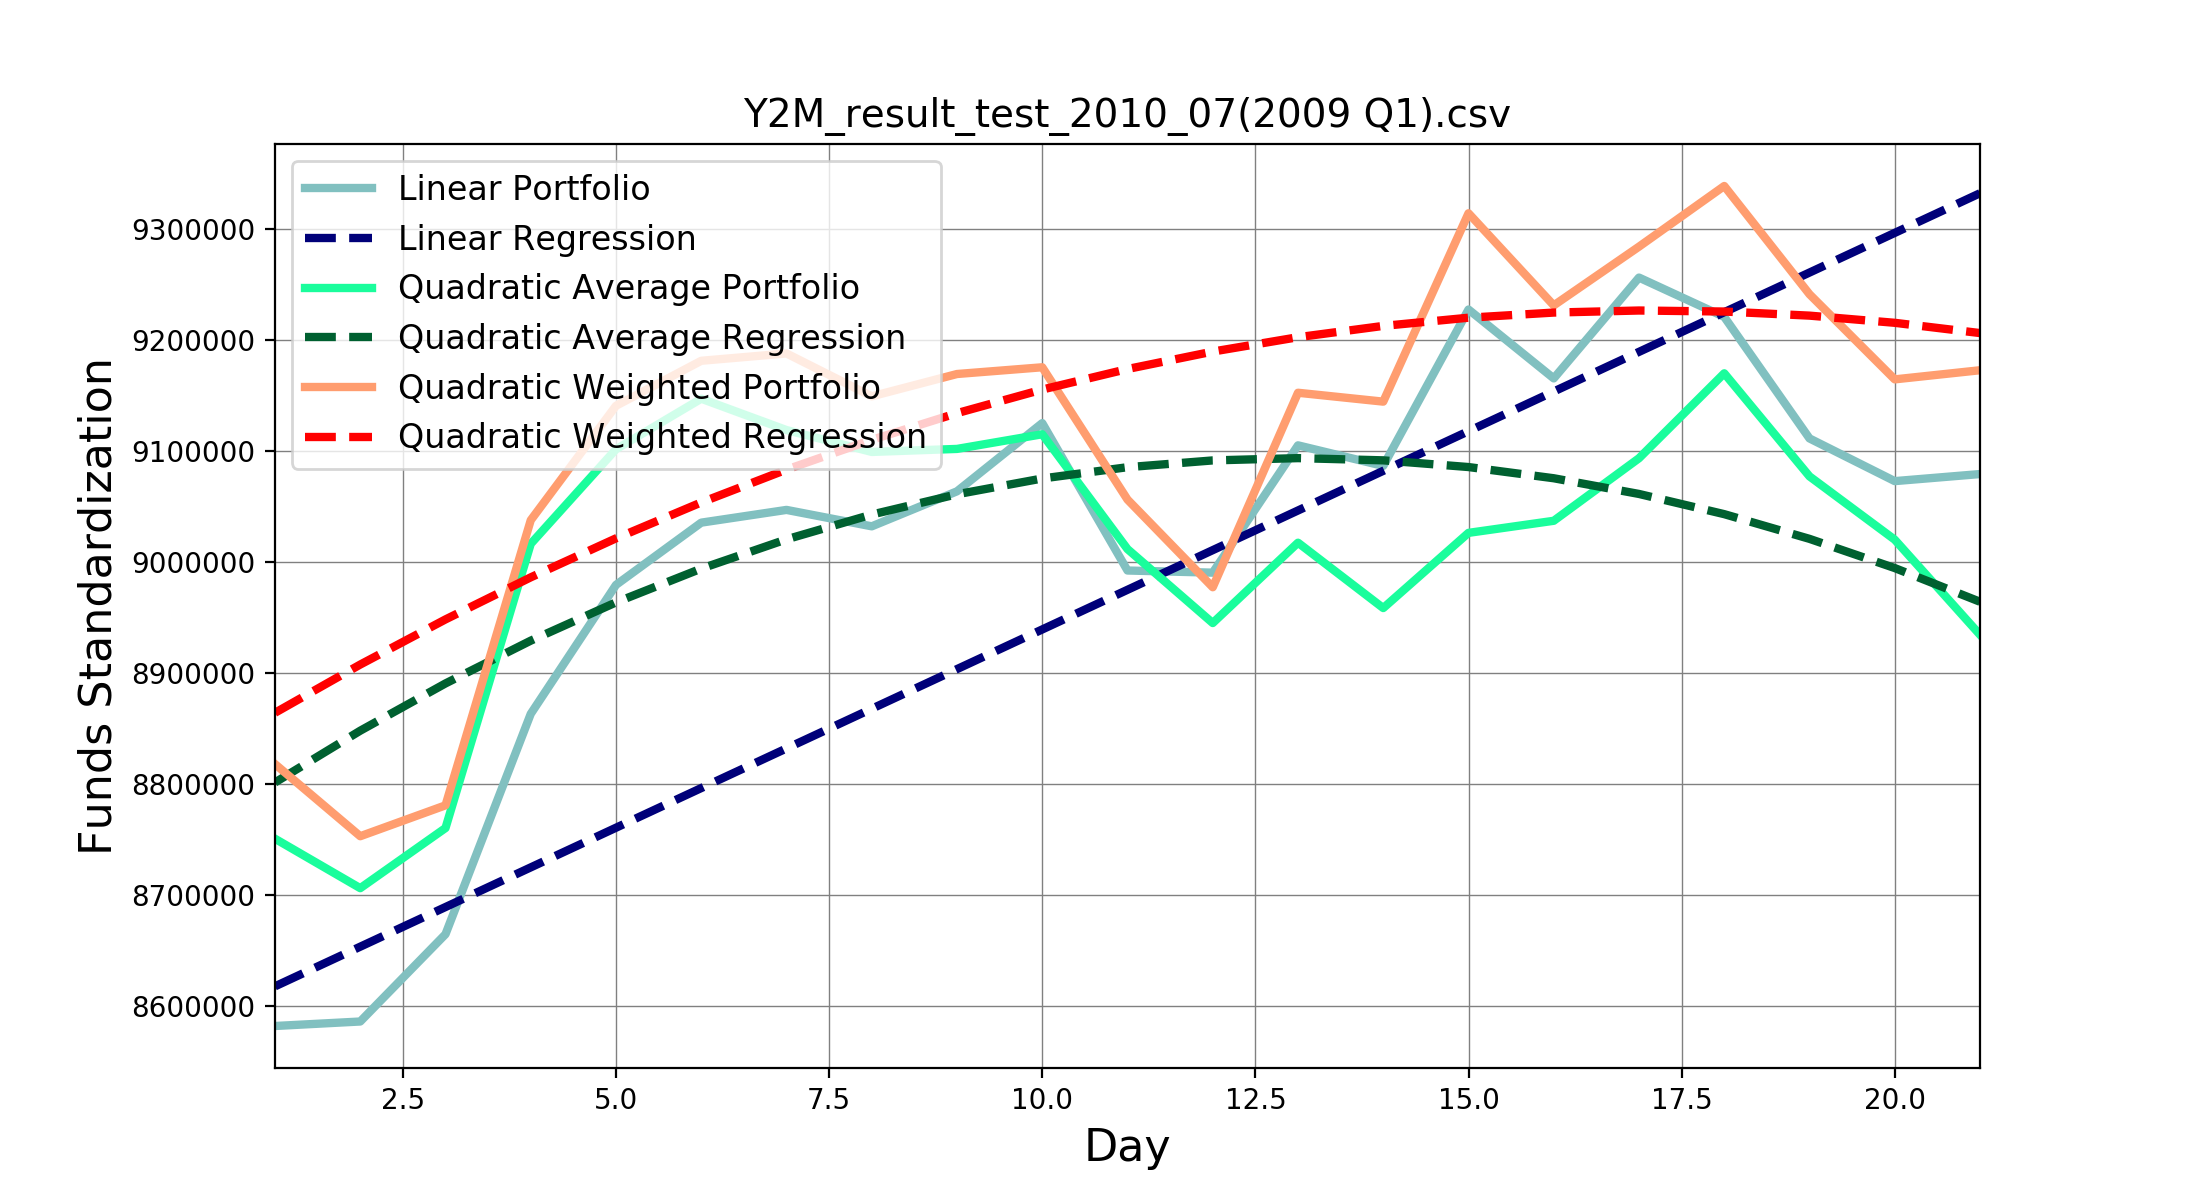 Y2M_result_test_2010_07(2009 Q1).csv
Linear Portfolio
Linear Regression
Quadratic Average Portfolio
Quadratic Average Regression
Quadratic Weighted Portfolio
Quadratic Weighted Regression
Funds Standardization
9300000
9200000
9100000
9000000
8900000
8800000
8700000
8600000
2.5 5.0 7.5 10.0 12.5 15.0 17.5 20.0
Day